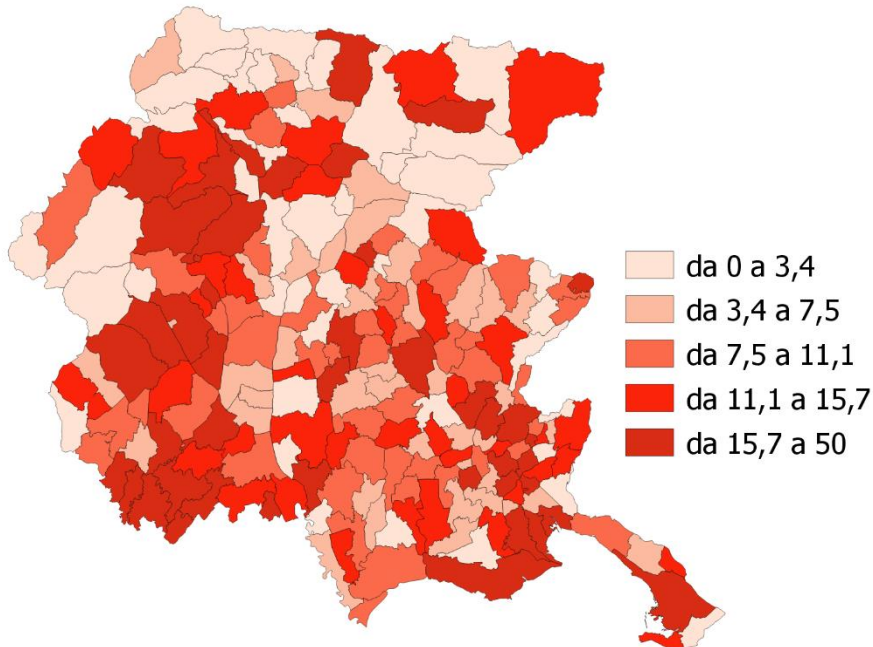 da 0 a 3,4
da 3,4 a 7,5
da 7,5 a 11,1
da 11,1 a 15,7
da 15,7 a 50